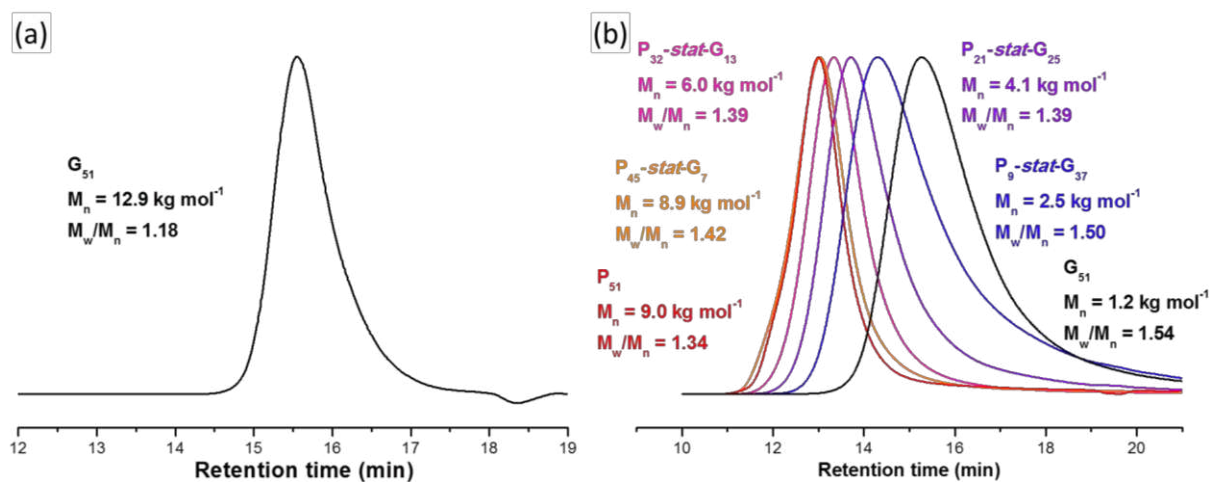 (a)
G51
Mn = 12.9 kg mol-1
Mw/Mn = 1.18
12 13 14 15 16 17 18 19
Retention time (min)
(b)
P32-stat-G13
Mn = 6.0 kg mol-1
Mw/Mn = 1.39
P21-stat-G25
Mn = 4.1 kg mol-1
Mw/Mn = 1.39
P45-stat-G7
Mn = 8.9 kg mol-1
Mw/Mn = 1.42
P9-stat-G37
Mn = 2.5 kg mol-1
Mw/Mn = 1.50
P51
Mn = 9.0 kg mol-1
Mw/Mn = 1.34
G51
Mn = 1.2 kg mol-1
Mw/Mn = 1.54
10 12 14 16 18 20
Retention time (min)